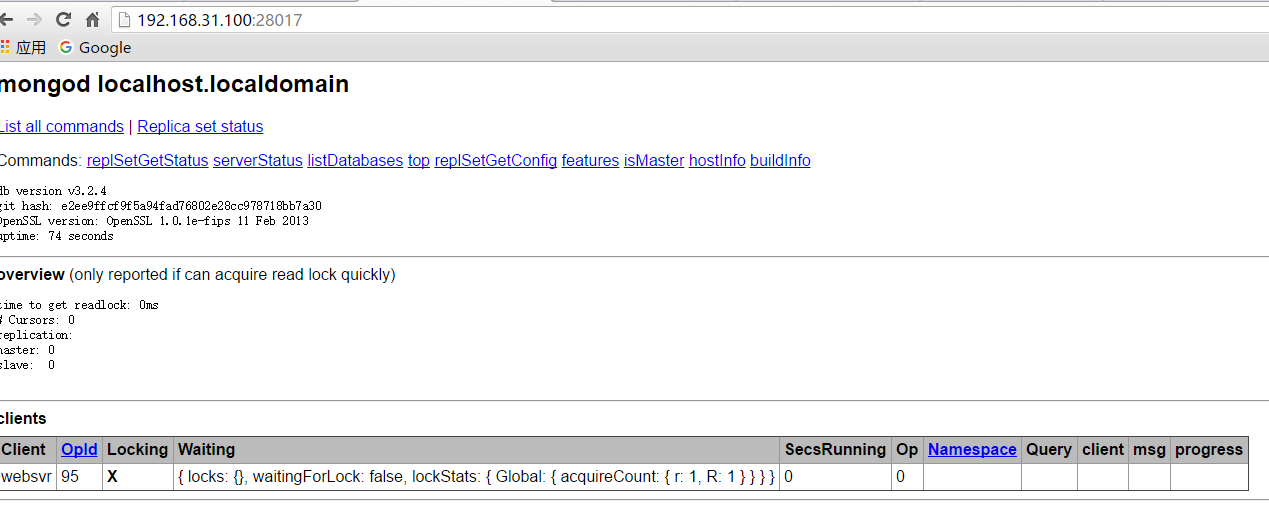 192.168.31.100:28017
应用 Google
mongod localhost.localdomain
List all commands | Replica set status
Commands: replSetGetStatus serverStatus listDatabases top replSetGetConfig features isMaster hostInfo buildInfo
db version v3.2.4
git hash: e2ee9ffcf9f5a94fad76802e28cc978718bb7a30
OpenSSL version: OpenSSL 1.0.1e-fips 11 Feb 2013
uptime: 74 seconds
overview (only reported if can acquire read lock quickly)
time to get readlock: 0ms
# Cursors: 0
replication:
master: 0
slave: 0
clients
Client OpId Locking Waiting SecsRunning Op Namespace Query client msg progress
websvr 95 X { locks: {}, waitingForLock: false, lockStats: { Global: { acquireCount: { r: 1, R: 1 } } } } 0 0